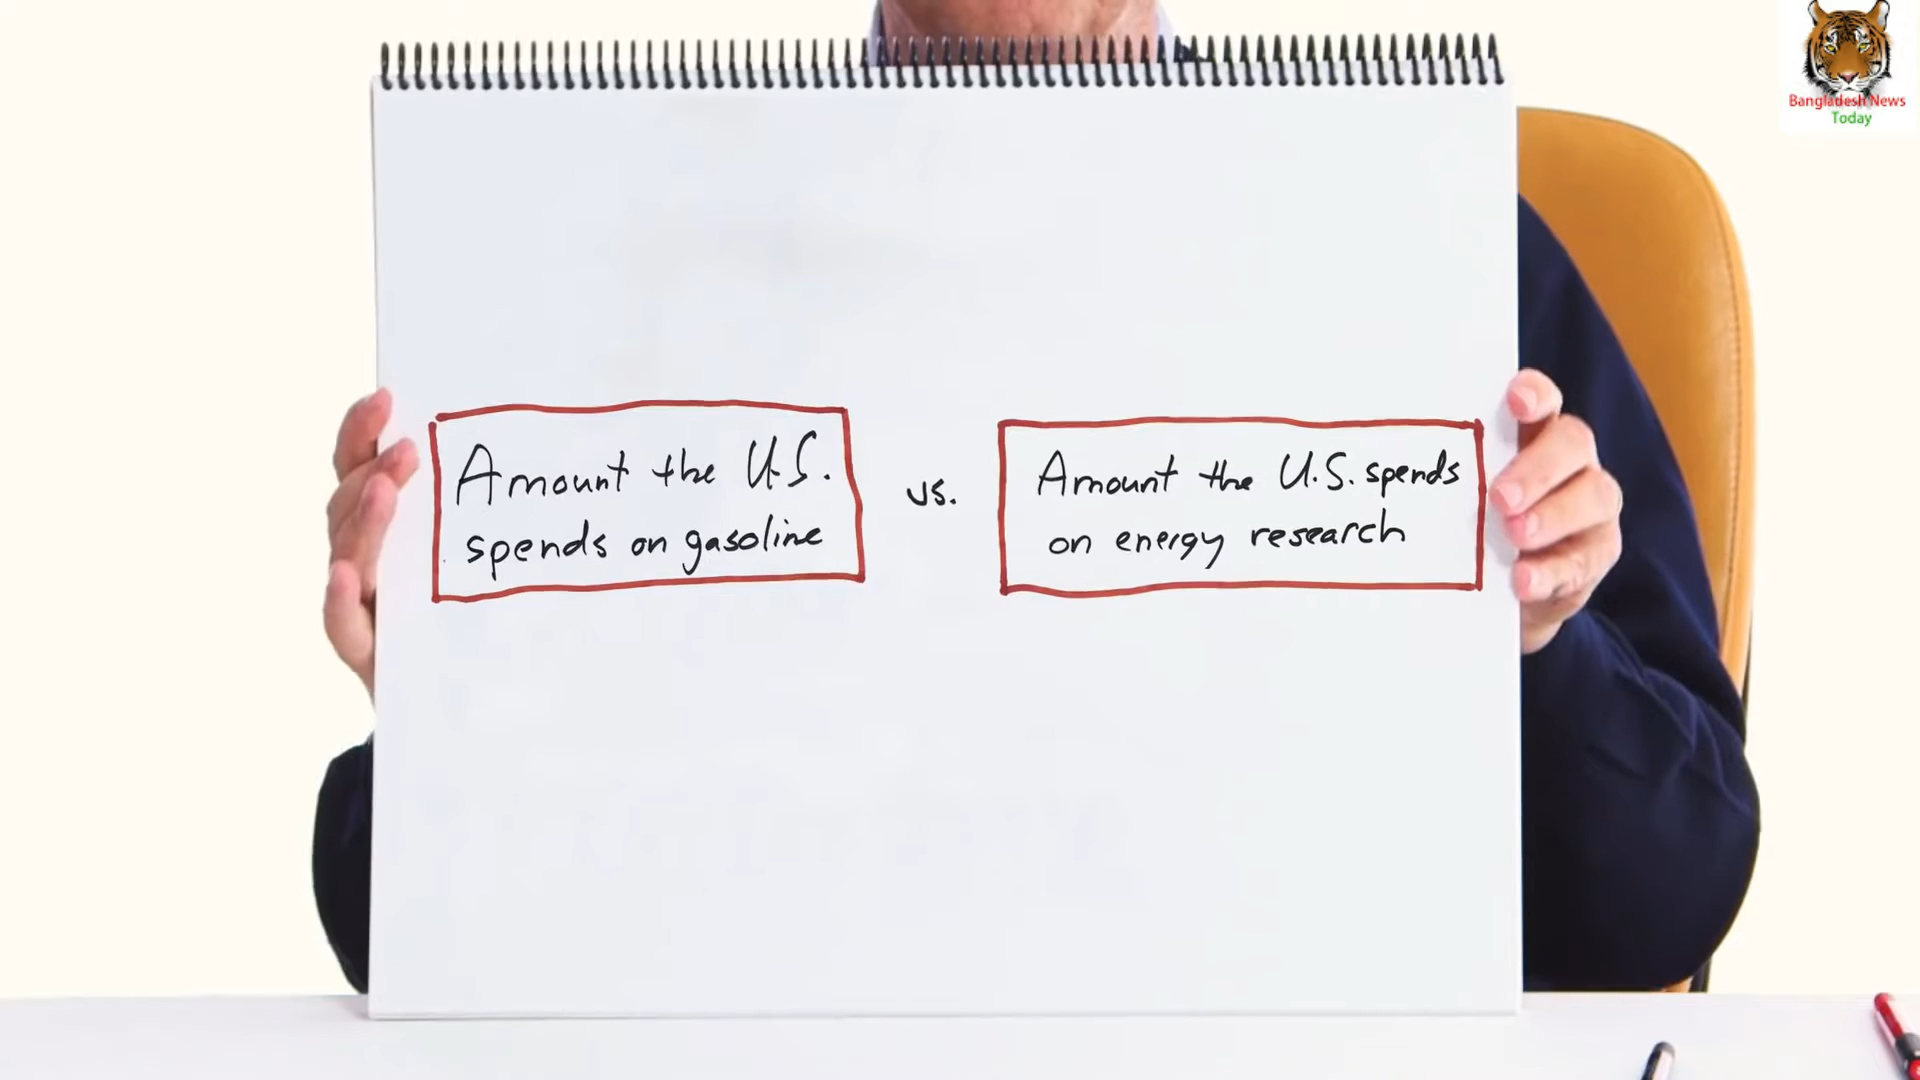 Bangladesh News
Today
Amount the U.S.
spends on gasoline
vs.
Amount the U.S. spends
on energy research